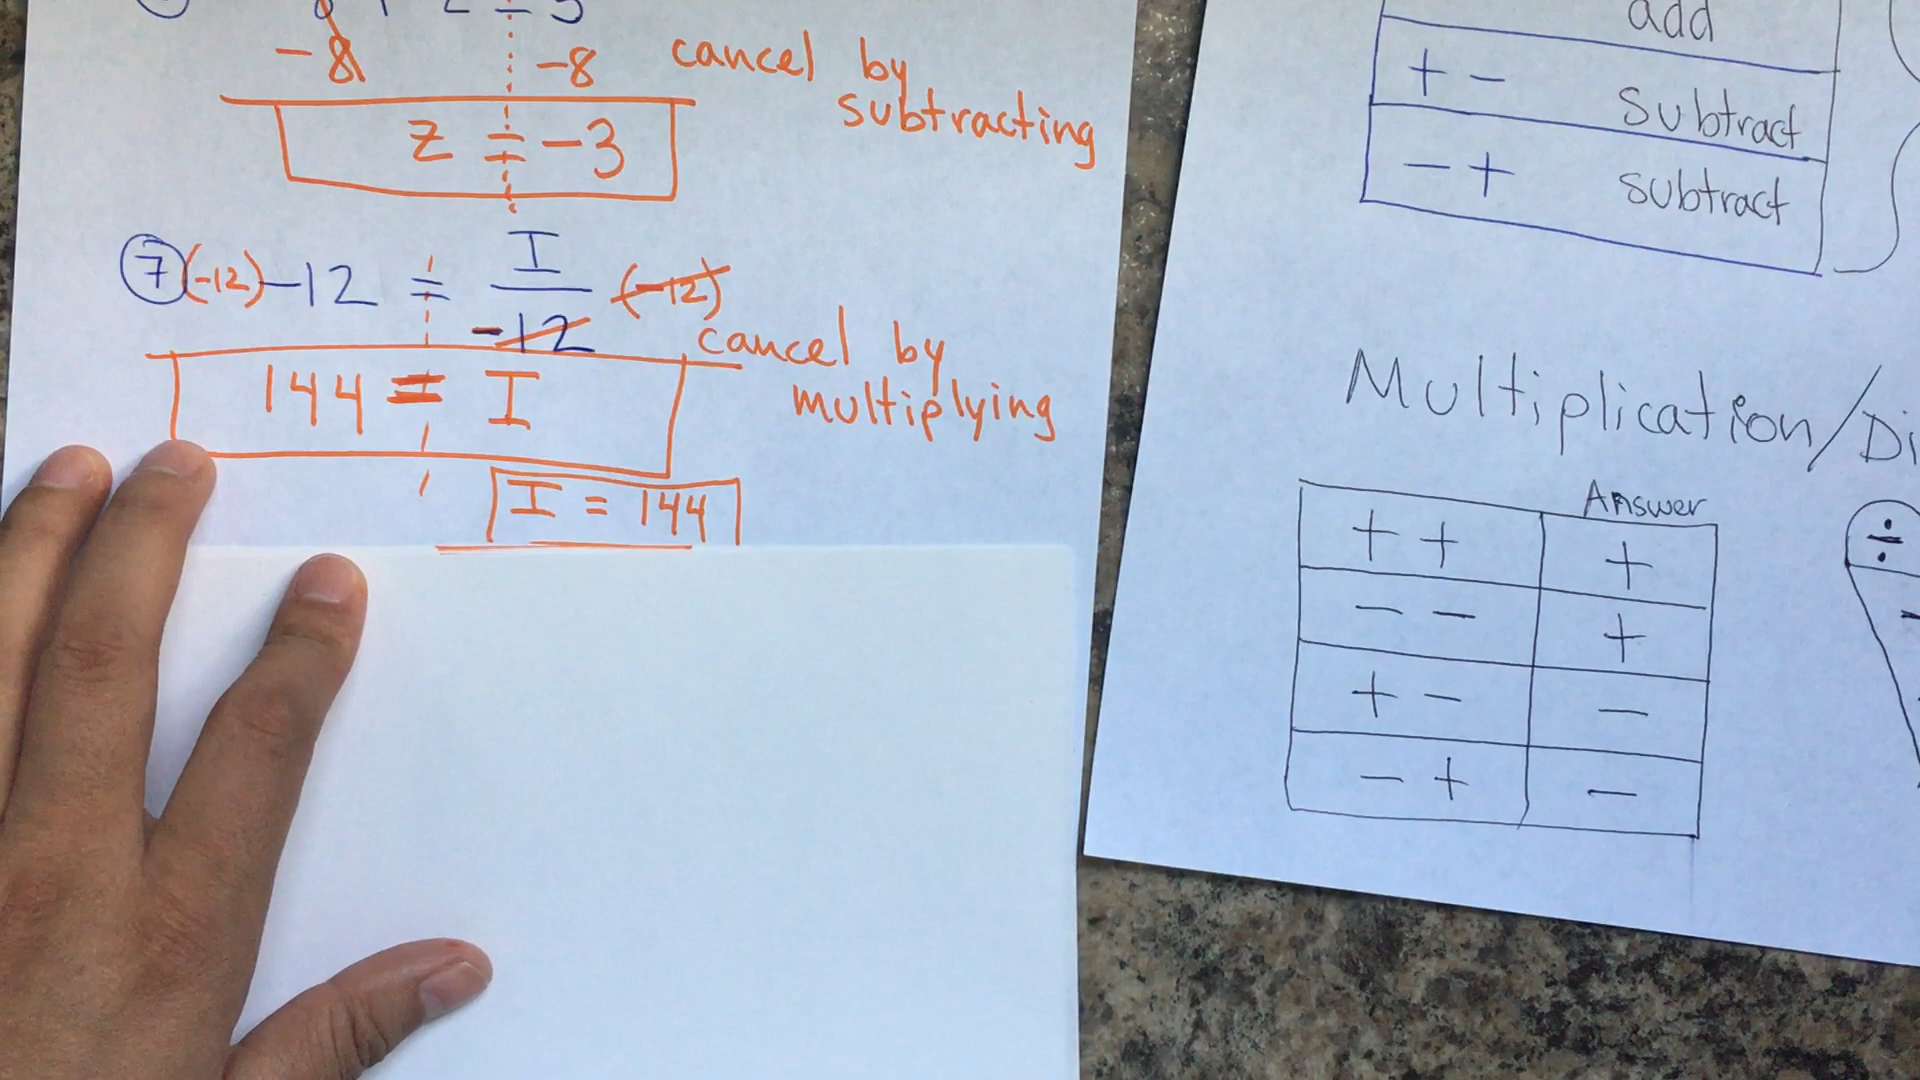 -8 -8 cancel by
subtracting
z = -3
7 (-12) -12 = I/-12 (-12)
cancel by
multiplying
144 = I
I = 144
add
+ - subtract
- + subtract
Multiplication/Di
Answer
+ + +
- - +
+ - -
- + -
÷